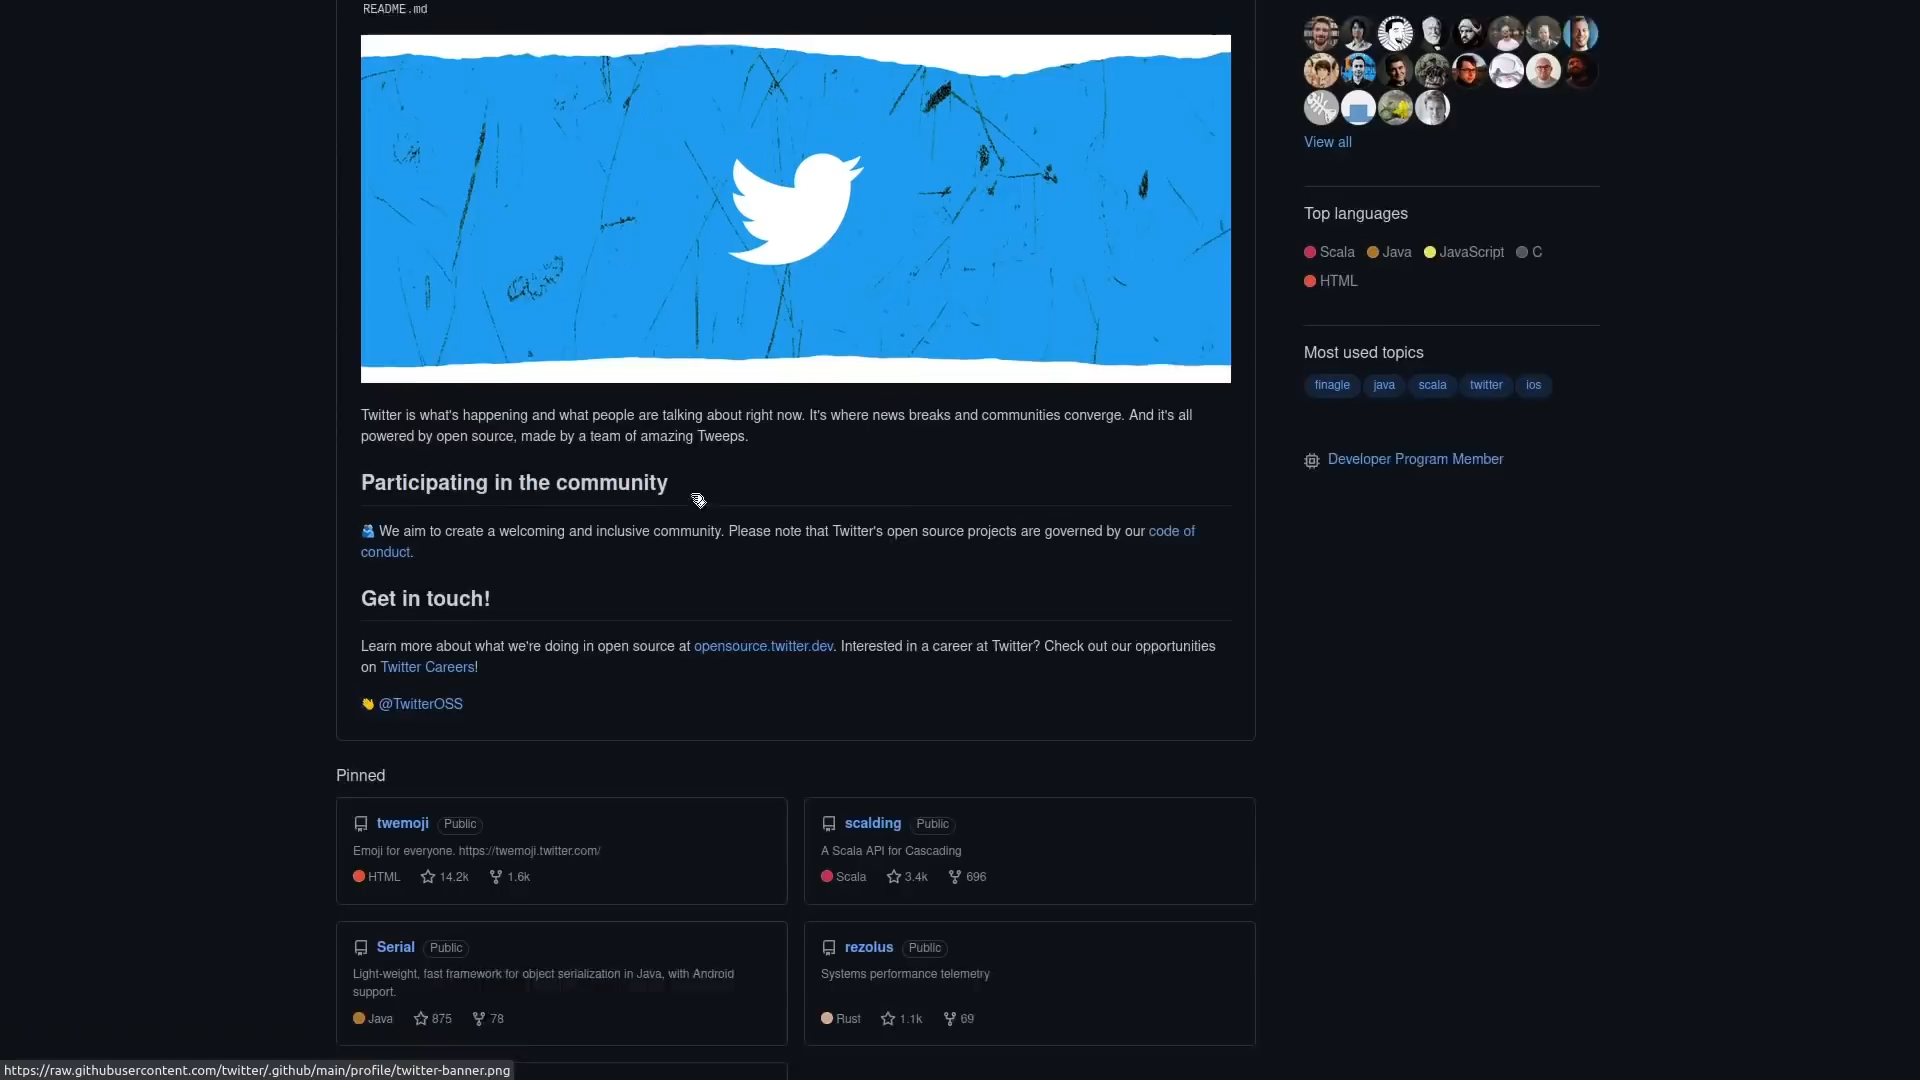 README.md
View all
Top languages
Scala Java JavaScript C
HTML
Most used topics
finagle java scala twitter ios
Developer Program Member
Twitter is what's happening and what people are talking about right now. It's where news breaks and communities converge. And it's all
powered by open source, made by a team of amazing Tweeps.
Participating in the community
We aim to create a welcoming and inclusive community. Please note that Twitter's open source projects are governed by our code of
conduct.
Get in touch!
Learn more about what we're doing in open source at opensource.twitter.dev. Interested in a career at Twitter? Check out our opportunities
on Twitter Careers!
@TwitterOSS
Pinned
twemoji Public
Emoji for everyone. https://twemoji.twitter.com/
HTML 14.2k 1.6k
scalding Public
A Scala API for Cascading
Scala 3.4k 696
Serial Public
Light-weight, fast framework for object serialization in Java, with Android
support.
Java 875 78
rezolus Public
Systems performance telemetry
Rust 1.1k 69
https://raw.githubusercontent.com/twitter/.github/main/profile/twitter-banner.png